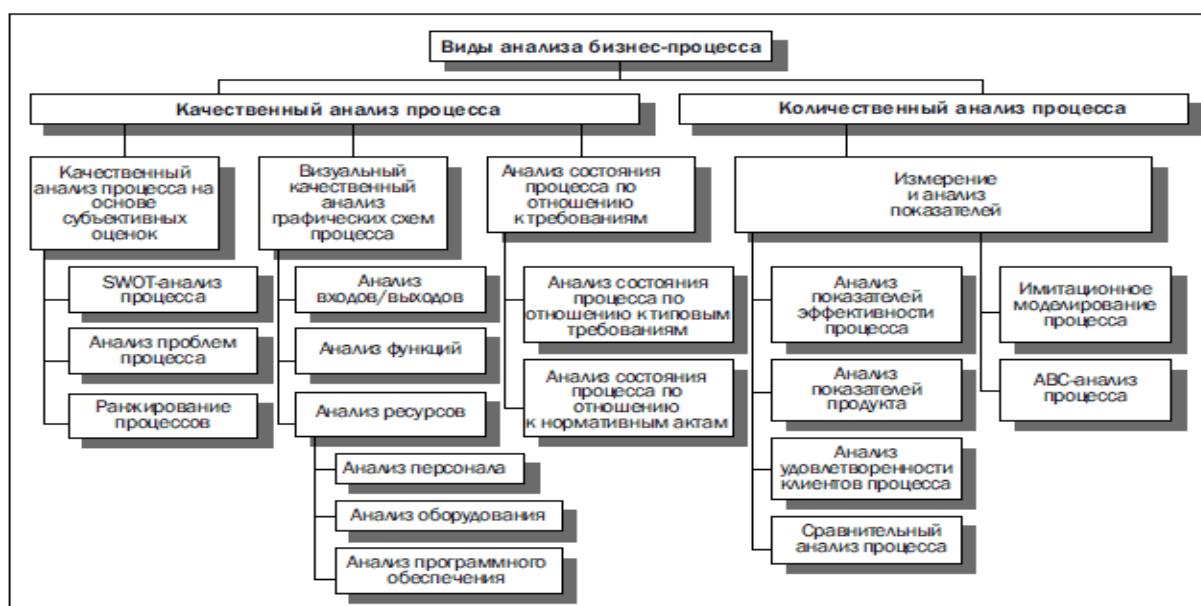 Виды анализа бизнес-процесса
Качественный анализ процесса
Количественный анализ процесса
Качественный
анализ процесса на
основе
субъективных
оценок
Визуальный
качественный
анализ
графических схем
процесса
Анализ состояния
процесса по
отношению
к требованиям
Измерение
и анализ
показателей
SWOT-анализ
процесса
Анализ проблем
процесса
Ранжирование
процессов
Анализ
входов/выходов
Анализ функций
Анализ ресурсов
Анализ персонала
Анализ оборудования
Анализ программного
обеспечения
Анализ состояния
процесса по
отношению к типовым
требованиям
Анализ состояния
процесса по
отношению
к нормативным актам
Анализ
показателей
эффективности
процесса
Анализ
показателей
продукта
Анализ
удовлетворенности
клиентов процесса
Сравнительный
анализ процесса
Имитационное
моделирование
процесса
АВС-анализ
процесса